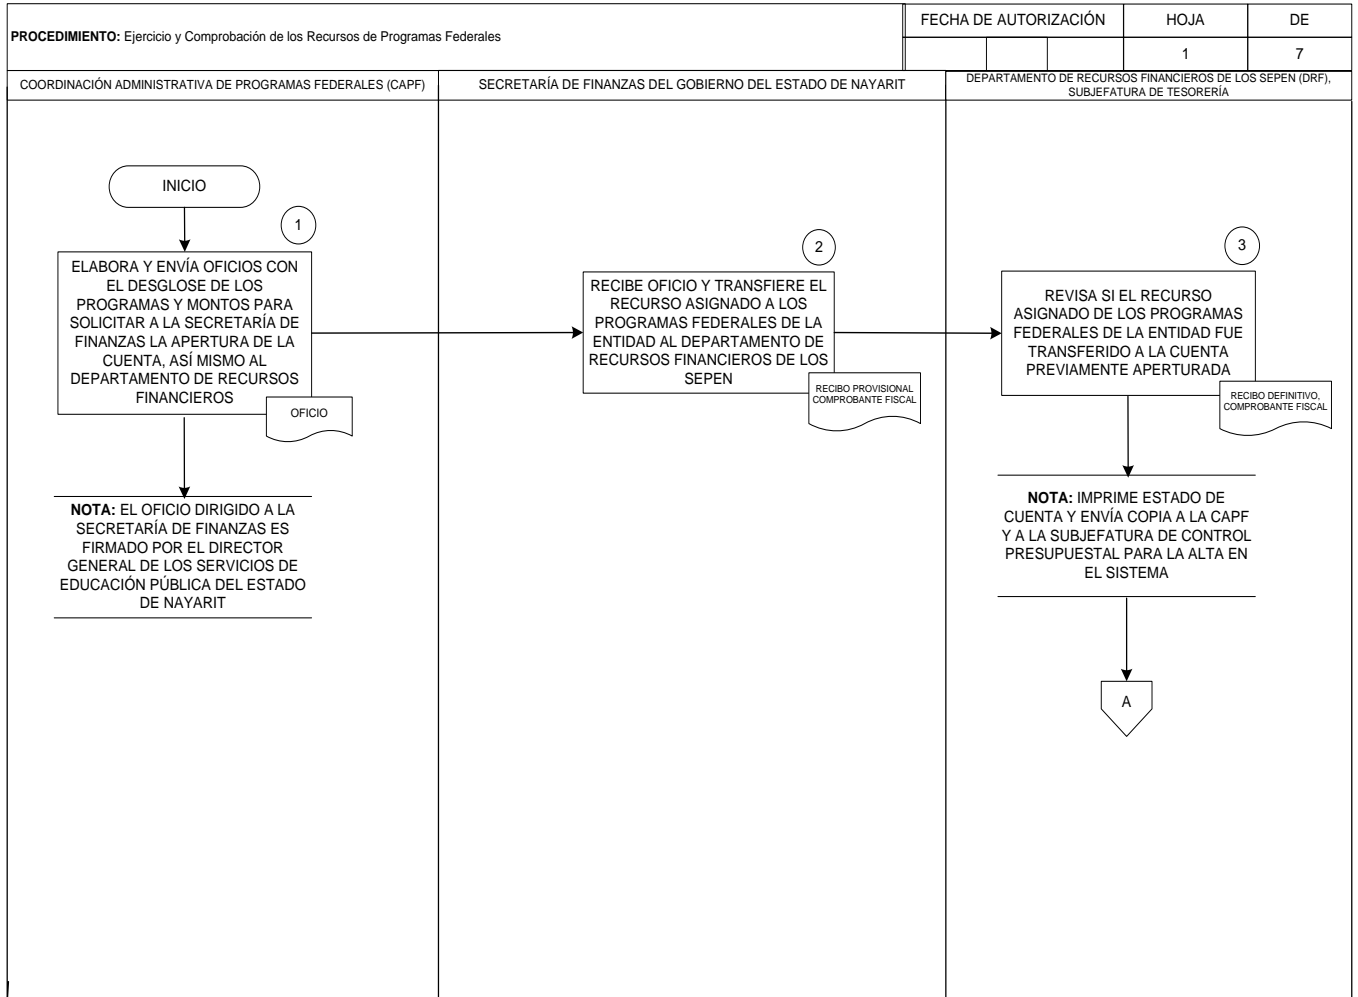 PROCEDIMIENTO: Ejercicio y Comprobación de los Recursos de Programas Federales
FECHA DE AUTORIZACIÓN
HOJA
DE
1
7
COORDINACIÓN ADMINISTRATIVA DE PROGRAMAS FEDERALES (CAPF)
SECRETARÍA DE FINANZAS DEL GOBIERNO DEL ESTADO DE NAYARIT
DEPARTAMENTO DE RECURSOS FINANCIEROS DE LOS SEPEN (DRF),
SUBJEFATURA DE TESORERÍA
INICIO
1
ELABORA Y ENVÍA OFICIOS CON
EL DESGLOSE DE LOS
PROGRAMAS Y MONTOS PARA
SOLICITAR A LA SECRETARÍA DE
FINANZAS LA APERTURA DE LA
CUENTA, ASÍ MISMO AL
DEPARTAMENTO DE RECURSOS
FINANCIEROS
OFICIO
NOTA: EL OFICIO DIRIGIDO A LA
SECRETARÍA DE FINANZAS ES
FIRMADO POR EL DIRECTOR
GENERAL DE LOS SERVICIOS DE
EDUCACIÓN PÚBLICA DEL ESTADO
DE NAYARIT
2
RECIBE OFICIO Y TRANSFIERE EL
RECURSO ASIGNADO A LOS
PROGRAMAS FEDERALES DE LA
ENTIDAD AL DEPARTAMENTO DE
RECURSOS FINANCIEROS DE LOS
SEPEN
RECIBO PROVISIONAL
COMPROBANTE FISCAL
3
REVISA SI EL RECURSO
ASIGNADO DE LOS PROGRAMAS
FEDERALES DE LA ENTIDAD FUE
TRANSFERIDO A LA CUENTA
PREVIAMENTE APERTURADA
RECIBO DEFINITIVO,
COMPROBANTE FISCAL
NOTA: IMPRIME ESTADO DE
CUENTA Y ENVÍA COPIA A LA CAPF
Y A LA SUBJEFATURA DE CONTROL
PRESUPUESTAL PARA LA ALTA EN
EL SISTEMA
A